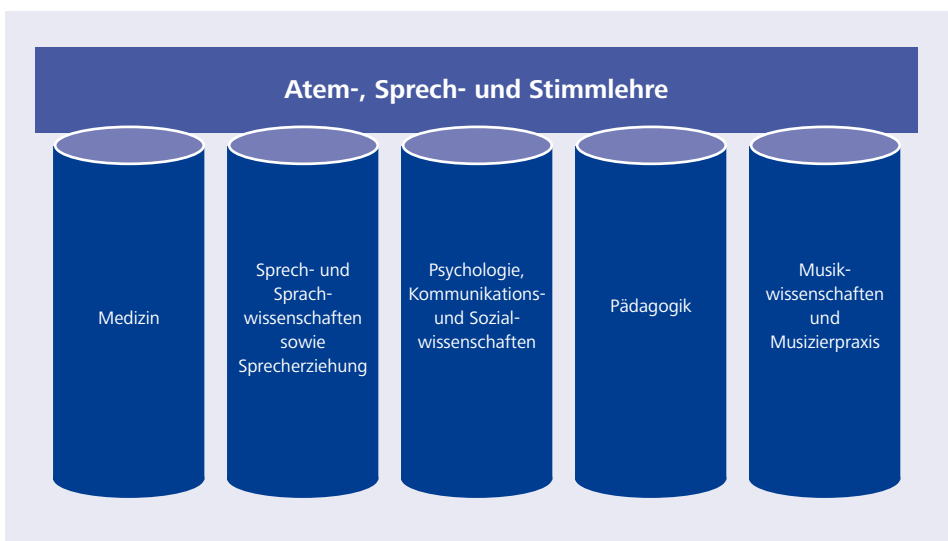 Atem-, Sprech- und Stimmlehre
Medizin
Sprech- und
Sprach-
wissenschaften
sowie
Sprecherziehung
Psychologie,
Kommunikations-
und Sozial-
wissenschaften
Pädagogik
Musik-
wissenschaften
und
Musizierpraxis